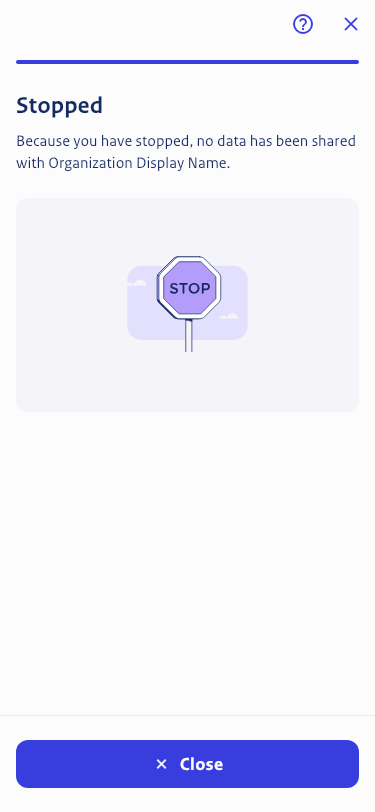 Stopped
Because you have stopped, no data has been shared
with Organization Display Name.
STOP
Close